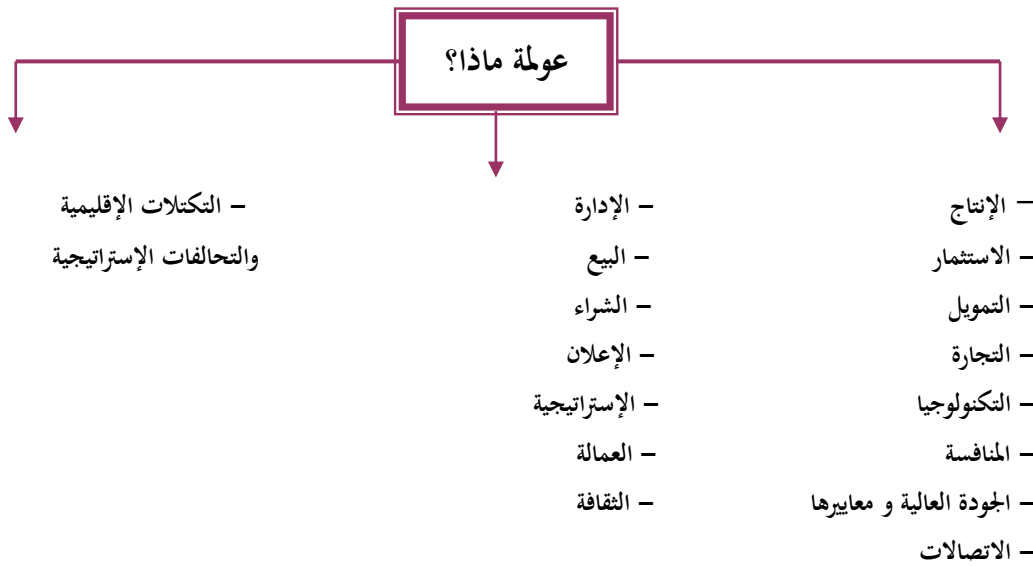 عولمة ماذا؟
– الإنتاج
– الاستثمار
– التمويل
– التجارة
– التكنولوجيا
– المنافسة
– الجودة العالية و معاييرها
– الاتصالات
– الإدارة
– البيع
– الشراء
– الإعلان
– الإستراتيجية
– العمالة
– الثقافة
– التكتلات الإقليمية
والتحالفات الإستراتيجية